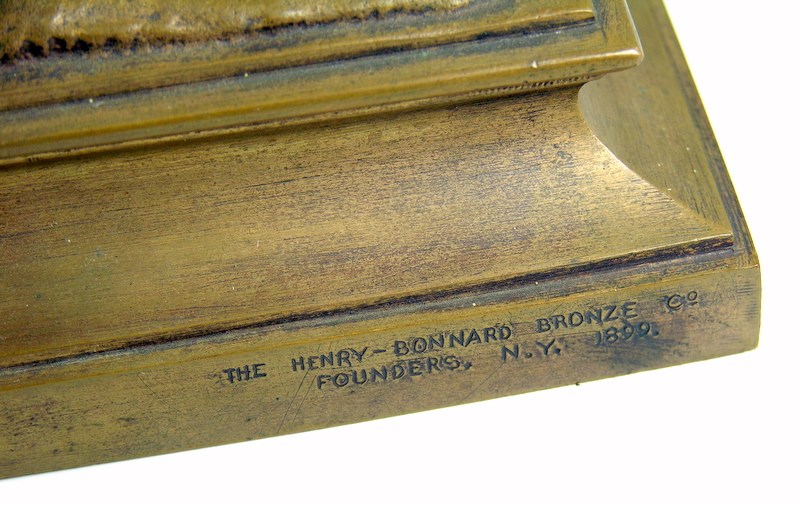 THE HENRY-BONNARD BRONZE Co
FOUNDERS. N.Y. 1899.